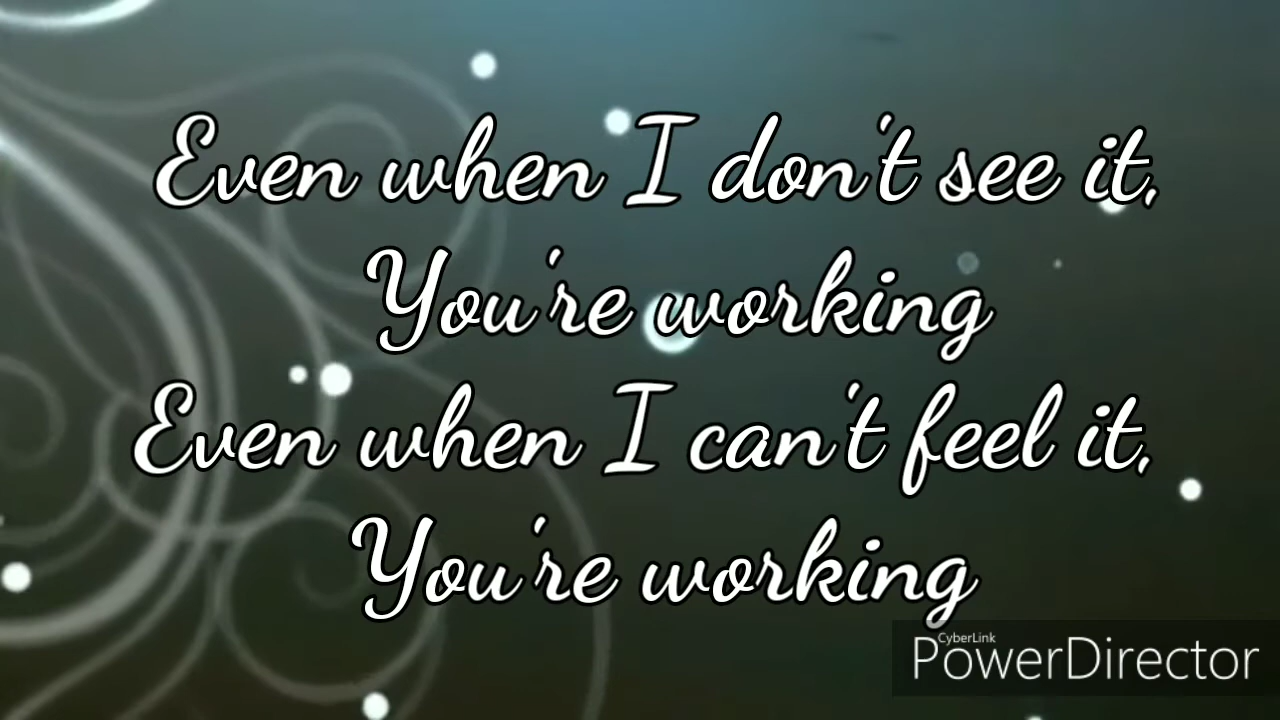 Even when I don't see it,
You're working
Even when I can't feel it,
You're working
CyberLink
PowerDirector